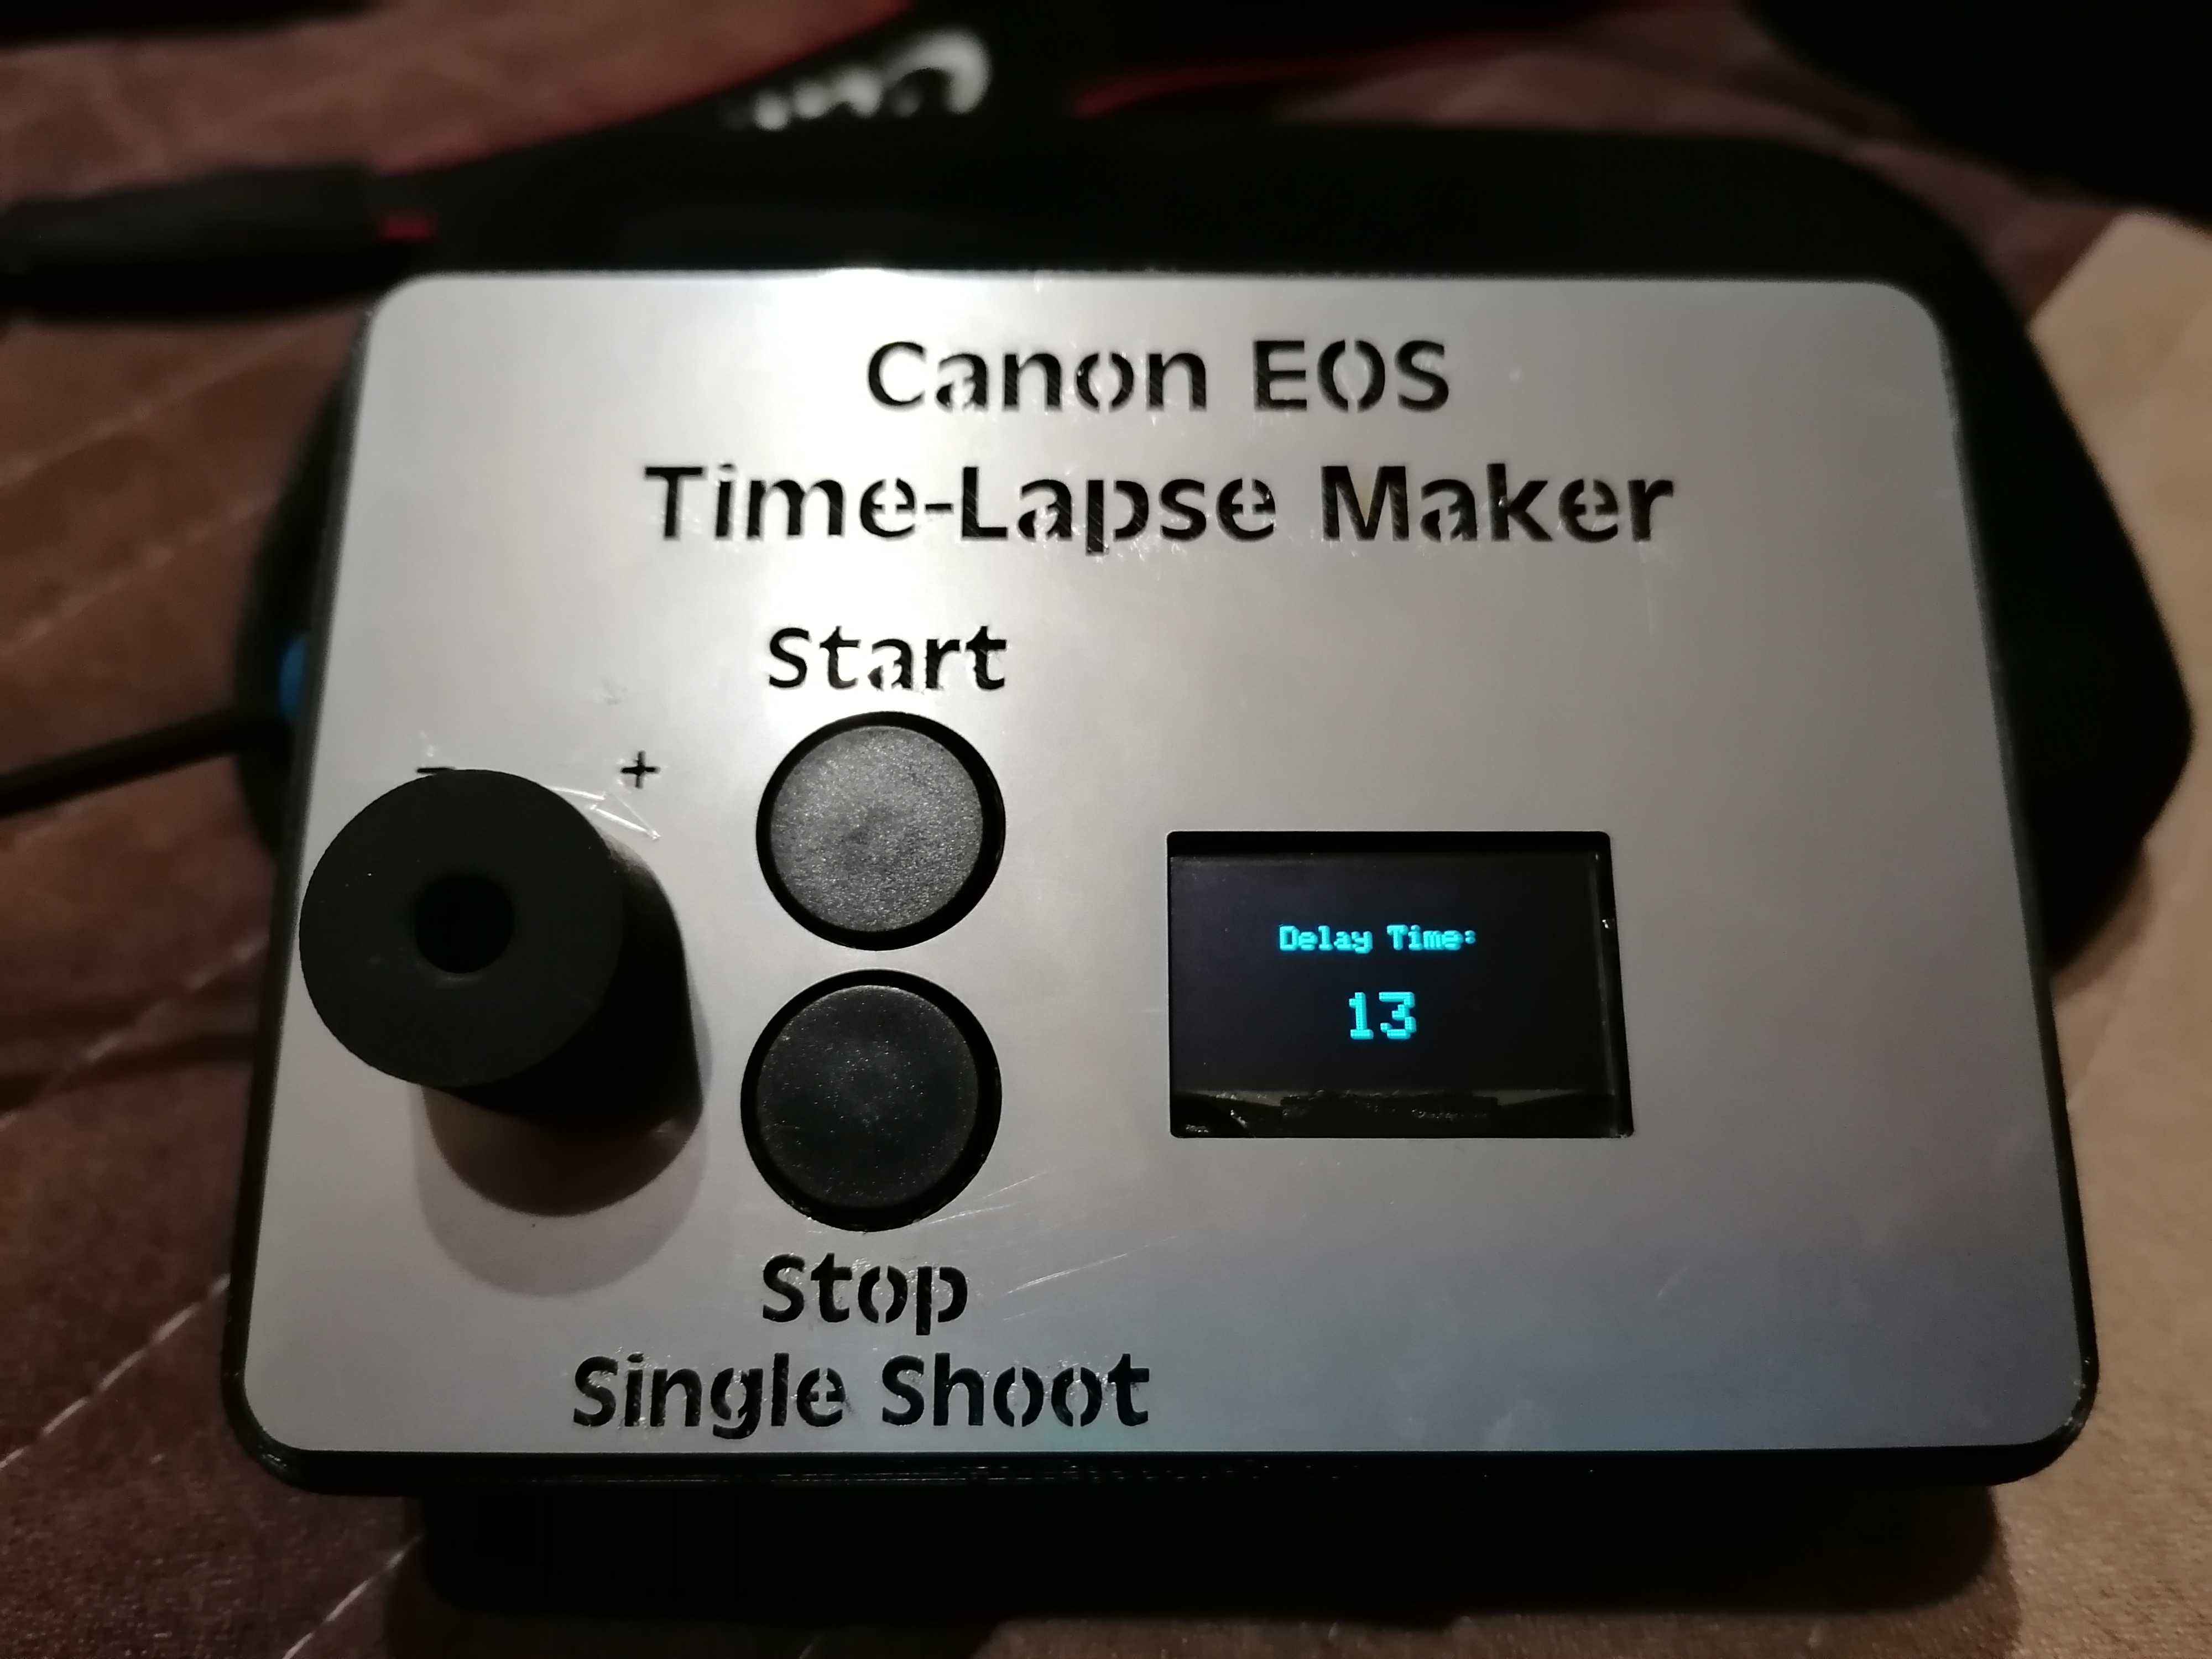 Canon EOS
Time-Lapse Maker
Start
- +
Delay Time:
13
Stop
Single Shoot